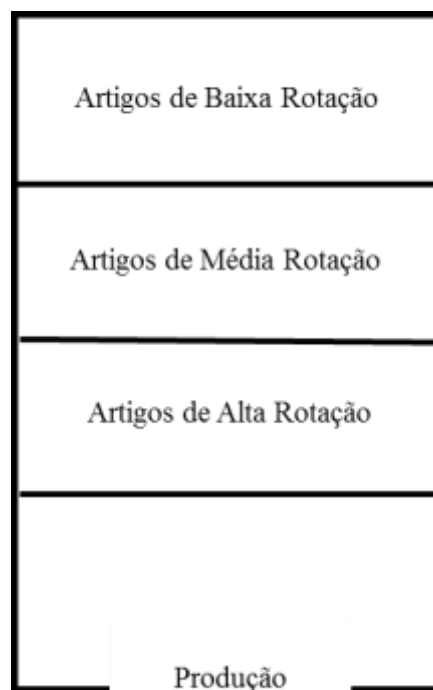 Artigos de Baixa Rotação
Artigos de Média Rotação
Artigos de Alta Rotação
Produção